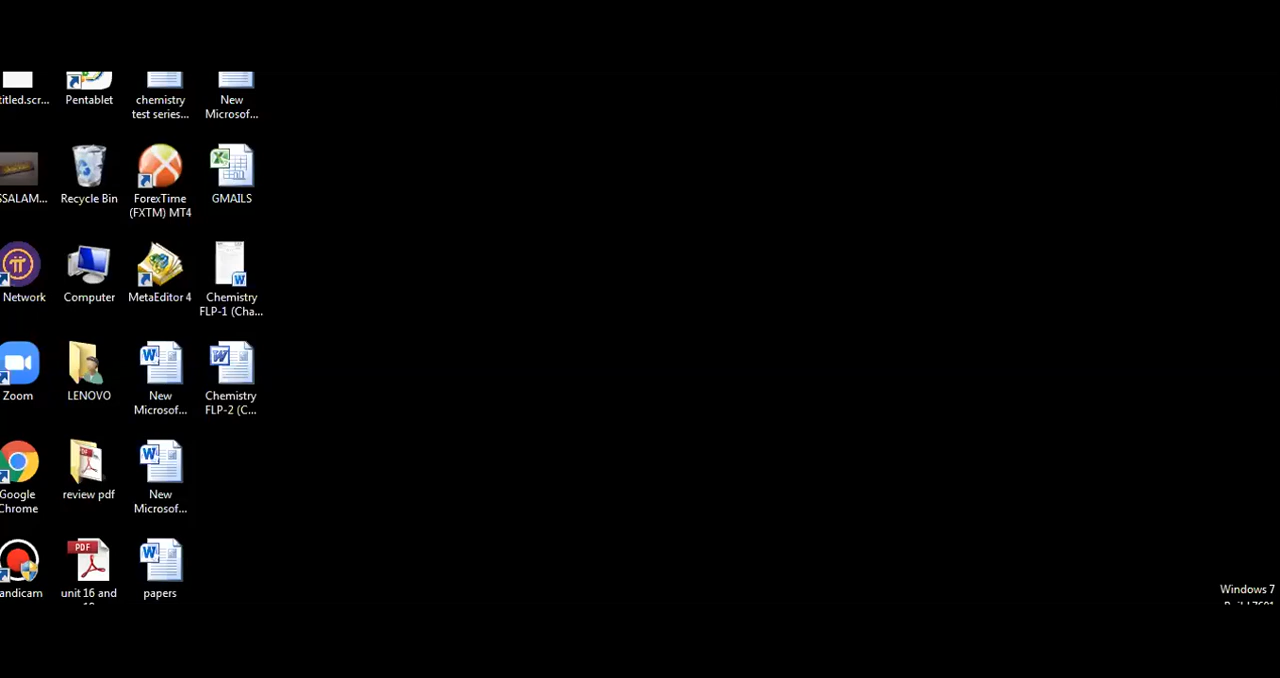 titled.scr...
Pentablet
chemistry
test series...
New
Microsof...
SSALAM...
Recycle Bin
ForexTime
(FXTM) MT4
GMAILS
Network
Computer
MetaEditor 4
Chemistry
FLP-1 (Cha...
Zoom
LENOVO
New
Microsof...
Chemistry
FLP-2 (C...
Google
Chrome
review pdf
New
Microsof...
andicam
PDF
unit 16 and
papers
Windows 7